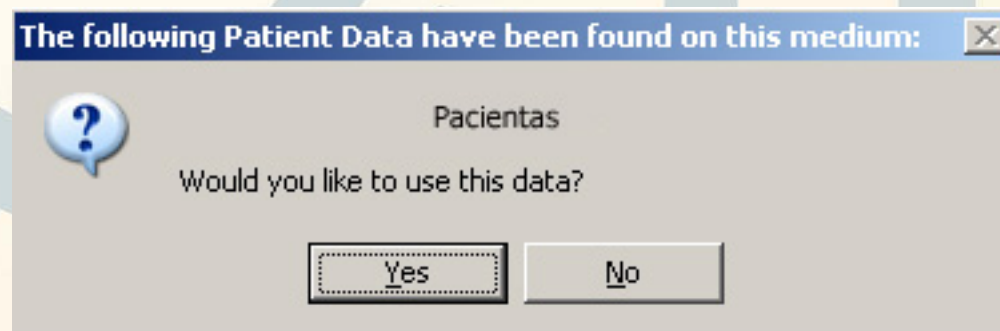 The following Patient Data have been found on this medium:
Pacientas
Would you like to use this data?
Yes No